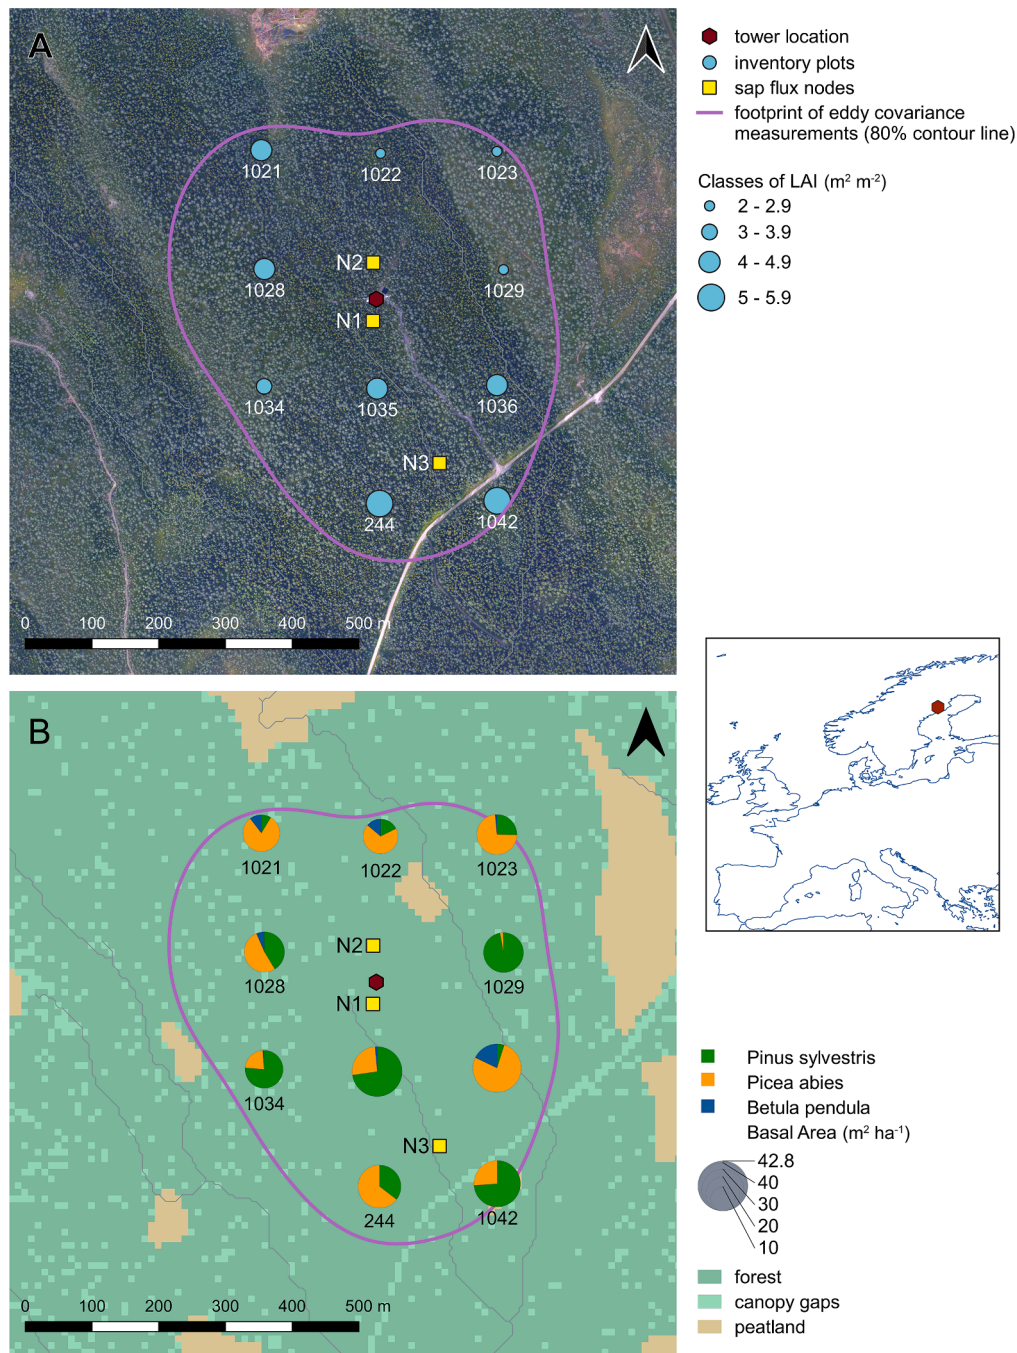 A
tower location
inventory plots
sap flux nodes
footprint of eddy covariance
measurements (80% contour line)
Classes of LAI (m² m⁻²)
2 - 2.9
3 - 3.9
4 - 4.9
5 - 5.9
1021
1022
1023
N2
1028
1029
N1
1034
1035
1036
N3
244
1042
0 100 200 300 400 500 m
B
1021
1022
1023
N2
1028
1029
N1
1034
N3
244
1042
0 100 200 300 400 500 m
Pinus sylvestris
Picea abies
Betula pendula
Basal Area (m² ha⁻¹)
42.8
40
30
20
10
forest
canopy gaps
peatland